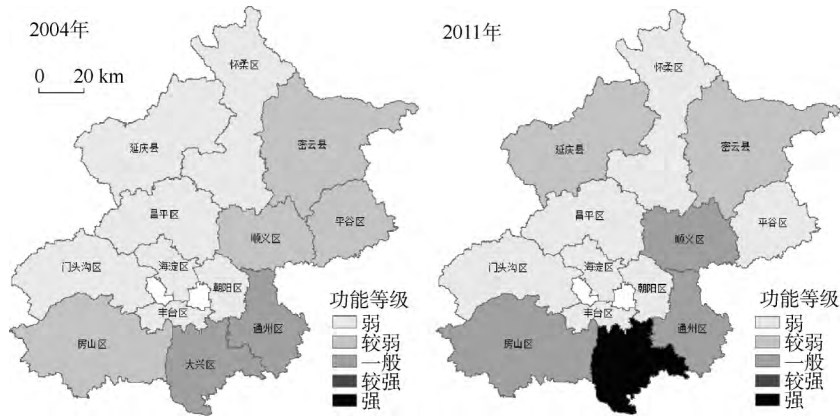 2004年
0 20 km
怀柔区
延庆县
密云县
昌平区
顺义区
平谷区
门头沟区
海淀区
朝阳区
丰台区
通州区
房山区
大兴区
功能等级
弱
较弱
一般
较强
强
2011年
怀柔区
延庆县
密云县
昌平区
顺义区
平谷区
门头沟区
海淀区
朝阳区
丰台区
通州区
房山区
功能等级
弱
较弱
一般
较强
强